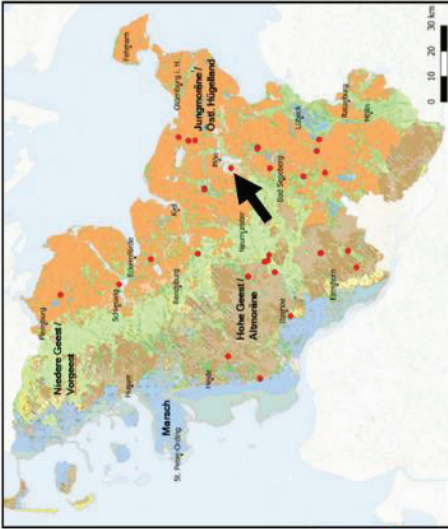 Fehmarn
Flensburg
Niedere Geest /
Vorgeest
Schleswig
Eckernförde
Kiel
Oldenburg i. H.
Jungmoräne /
Östl. Hügelland
Husum
Rendsburg
Plön
Marsch
St. Peter-Ording
Heide
Neumünster
Bad Segeberg
Lübeck
Hohe Geest /
Altmoräne
Itzehoe
Elmshorn
Ratzeburg
Mölln
0 10 20 30 km